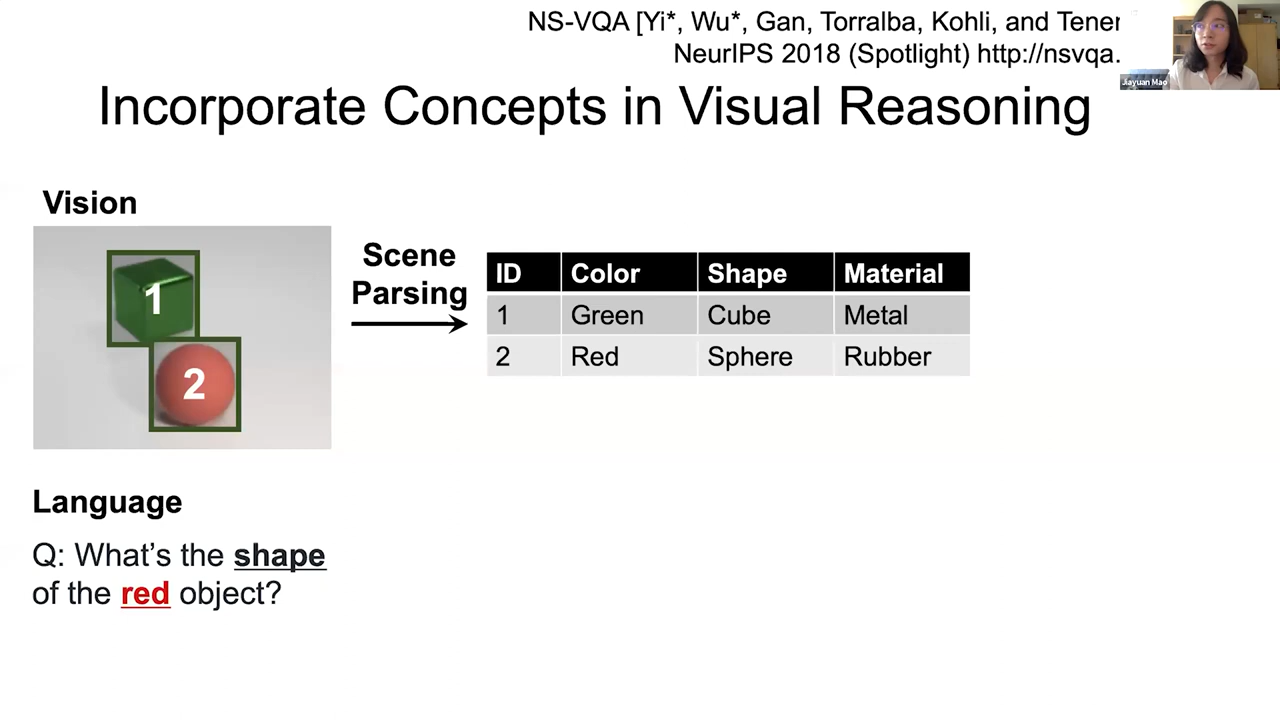 NS-VQA [Yi*, Wu*, Gan, Torralba, Kohli, and
NeurIPS 2018 (Spotlight) http://nsvqa.
Jiayuan Mao
Incorporate Concepts in Visual Reasoning
Vision
1
2
Scene
Parsing
ID Color Shape Material
1 Green Cube Metal
2 Red Sphere Rubber
Language
Q: What's the shape
of the red object?